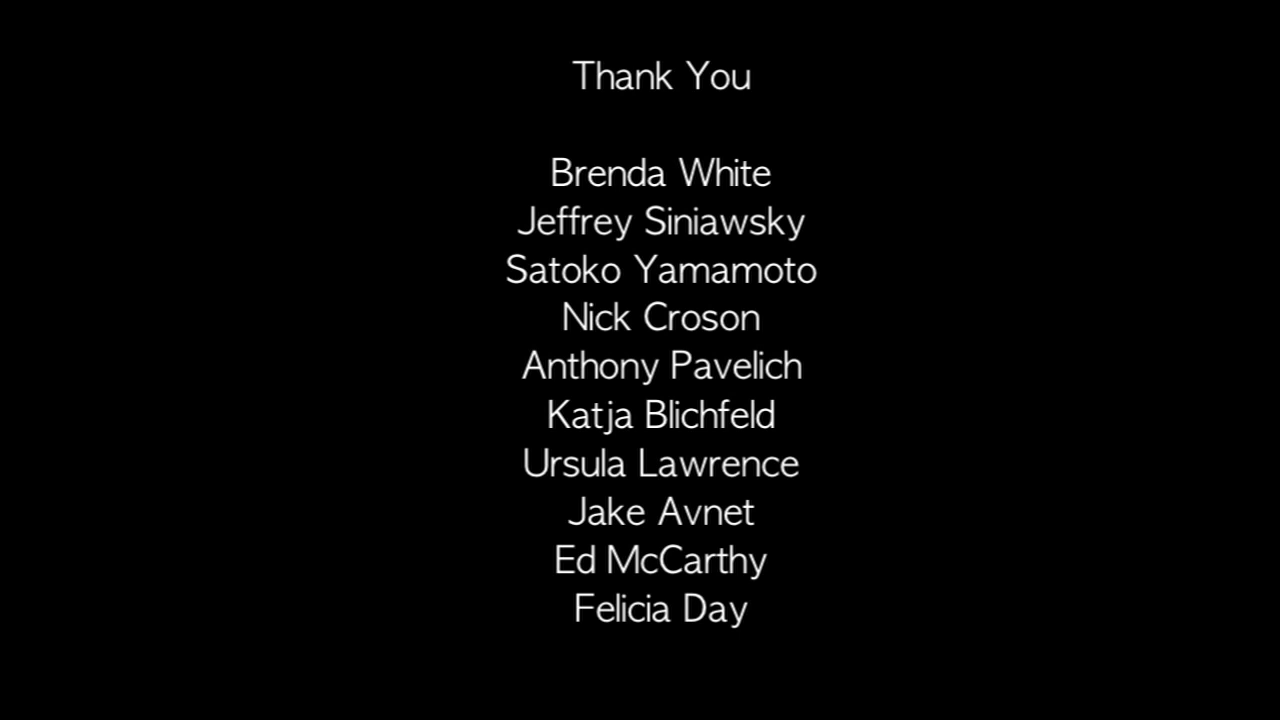 Thank You
Brenda White
Jeffrey Siniawsky
Satoko Yamamoto
Nick Croson
Anthony Pavelich
Katja Blichfeld
Ursula Lawrence
Jake Avnet
Ed McCarthy
Felicia Day